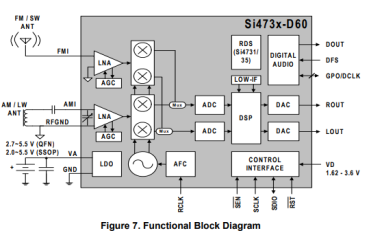 Si473x-D60
FM / SW
ANT
FMI
LNA
AGC
RDS
(Si4731/
35)
DIGITAL
AUDIO
DOUT
DFS
GPO/DCLK
LOW-IF
AM / LW
ANT
AMI
RFGND
LNA
AGC
Mux
Mux
ADC
ADC
DSP
DAC
DAC
ROUT
LOUT
2.7~5.5 V (QFN)
2.0~5.5 V (SSOP)
VA
GND
LDO
AFC
CONTROL
INTERFACE
VD
1.62 - 3.6 V
+
RCLK
SEN
SCLK
SDIO
RST
Figure 7. Functional Block Diagram